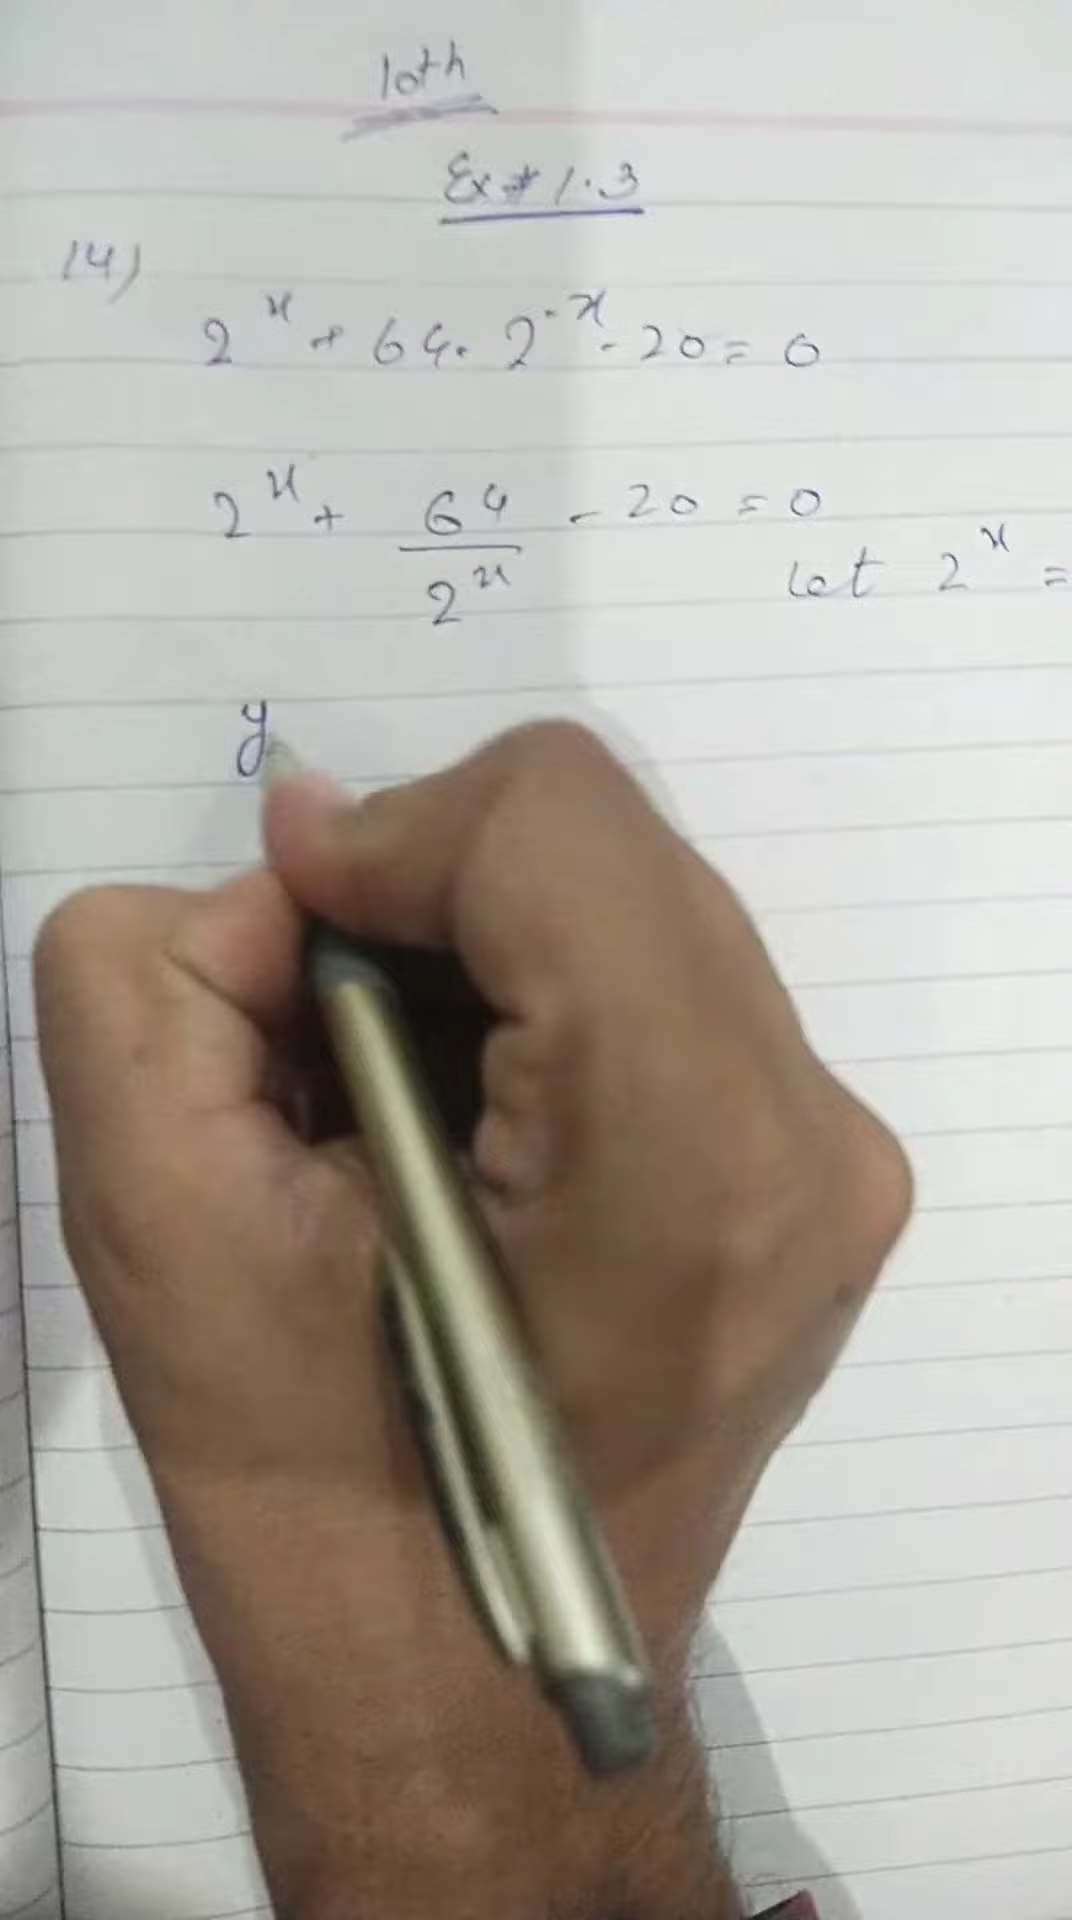 10th
Ex # 1.3
14)
2^x + 64. 2^-x - 20 = 0
2^x + 64/2^x - 20 = 0
Let 2^x =
y